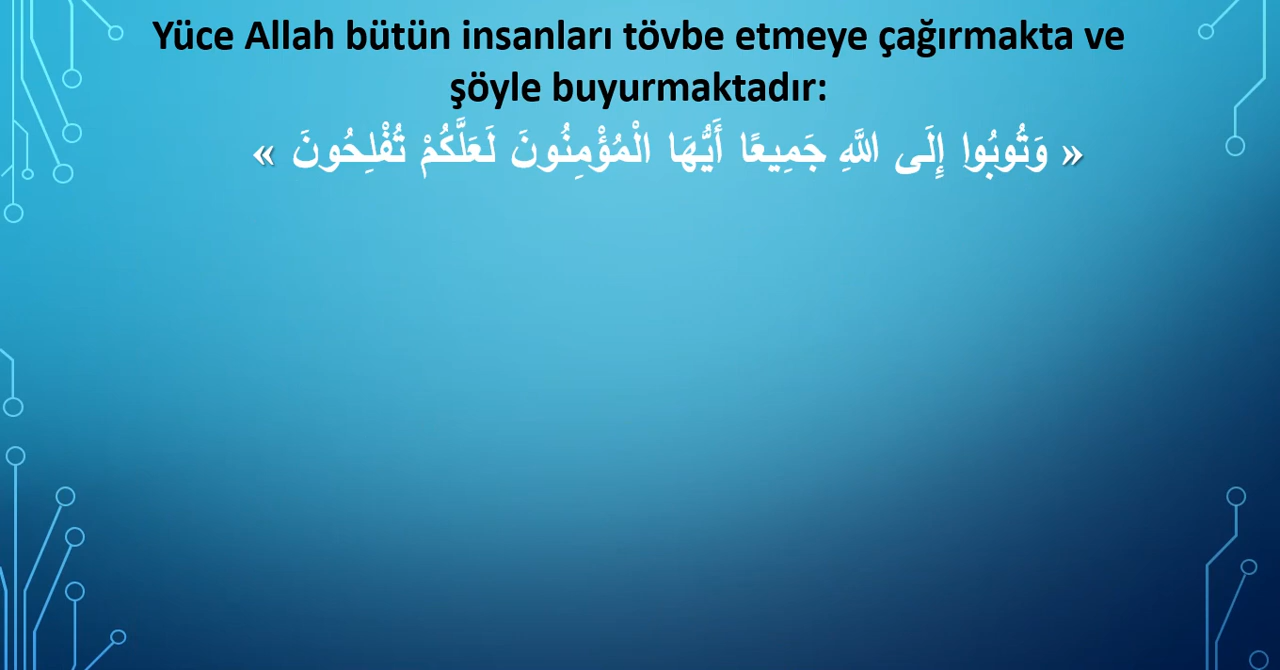 Yüce Allah bütün insanları tövbe etmeye çağırmakta ve
şöyle buyurmaktadır:
« وَتُوبُوا إِلَى اللَّهِ جَمِيعًا أَيُّهَا الْمُؤْمِنُونَ لَعَلَّكُمْ تُفْلِحُونَ »